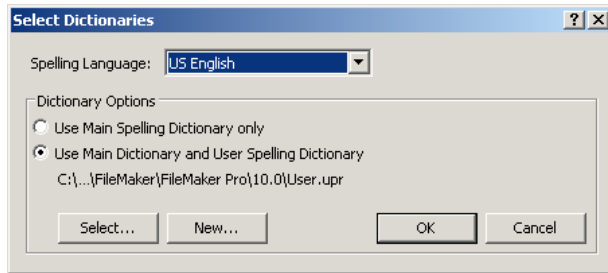 Select Dictionaries
Spelling Language: US English
Dictionary Options
Use Main Spelling Dictionary only
Use Main Dictionary and User Spelling Dictionary
C:\...\FileMaker\FileMaker Pro\10.0\User.upr
Select... New... OK Cancel